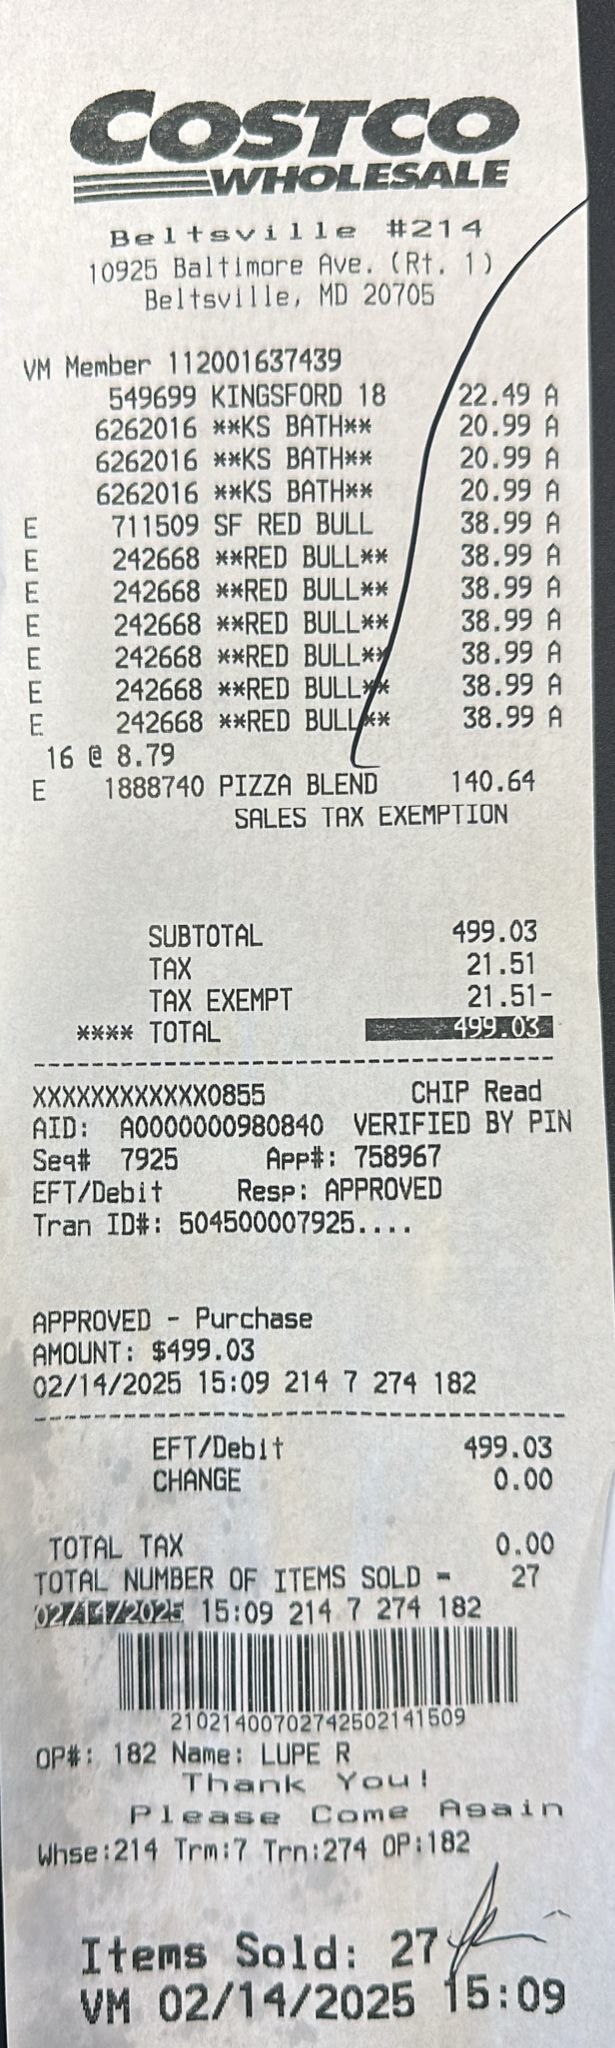 COSTCO
WHOLESALE
Beltsville #214
10925 Baltimore Ave. (Rt. 1)
Beltsville, MD 20705
VM Member 112001637439
549699 KINGSFORD 18 22.49 A
6262016 **KS BATH** 20.99 A
6262016 **KS BATH** 20.99 A
6262016 **KS BATH** 20.99 A
E 711509 SF RED BULL 38.99 A
E 242668 **RED BULL** 38.99 A
E 242668 **RED BULL** 38.99 A
E 242668 **RED BULL** 38.99 A
E 242668 **RED BULL** 38.99 A
E 242668 **RED BULL** 38.99 A
E 242668 **RED BULL** 38.99 A
16 @ 8.79
E 1888740 PIZZA BLEND 140.64
SALES TAX EXEMPTION
SUBTOTAL 499.03
TAX 21.51
TAX EXEMPT 21.51-
**** TOTAL 499.03
XXXXXXXXXXXX0855 CHIP Read
AID: A0000000980840 VERIFIED BY PIN
Seq# 7925 App#: 758967
EFT/Debit Resp: APPROVED
Tran ID#: 504500007925....
APPROVED - Purchase
AMOUNT: $499.03
02/14/2025 15:09 214 7 274 182
EFT/Debit 499.03
CHANGE 0.00
TOTAL TAX 0.00
TOTAL NUMBER OF ITEMS SOLD = 27
02/14/2025 15:09 214 7 274 182
21021400702742502141509
OP#: 182 Name: LUPE R
Thank You!
Please Come Again
Whse:214 Trm:7 Trn:274 OP:182
Items Sold: 27
VM 02/14/2025 15:09